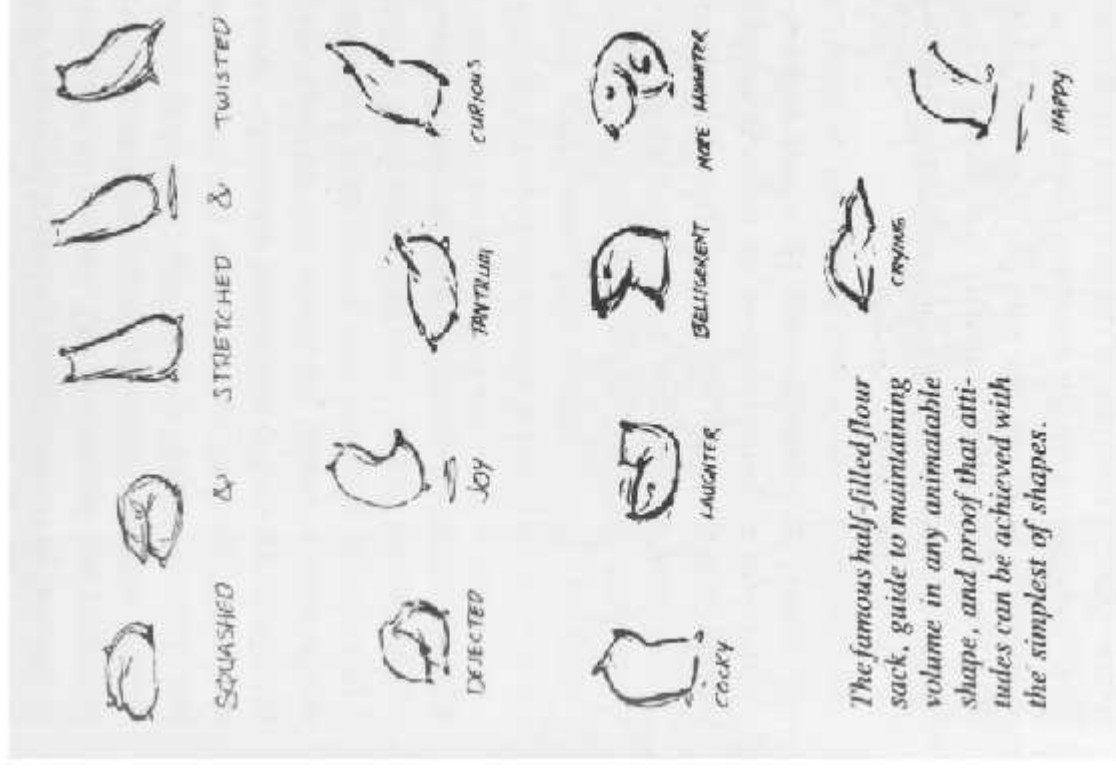 SQUASHED & STRETCHED & TWISTED
DEJECTED
JOY
TANTRUM
CURIOUS
COCKY
LAUGHTER
BELLIGERENT
MORE LAUGHTER
The famous half-filled flour
sack, guide to maintaining
volume in any animatable
shape, and proof that atti-
tudes can be achieved with
the simplest of shapes.
CRYING
HAPPY